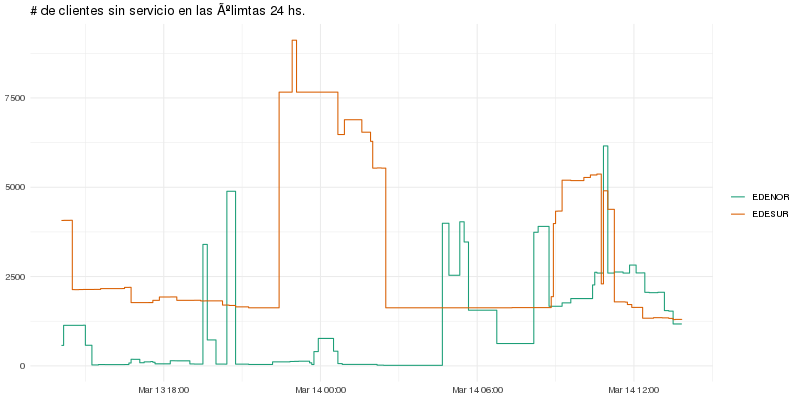 # de clientes sin servicio en las Ãºlimtas 24 hs.
7500
5000
2500
0
Mar 13 18:00
Mar 14 00:00
Mar 14 06:00
Mar 14 12:00
EDENOR
EDESUR